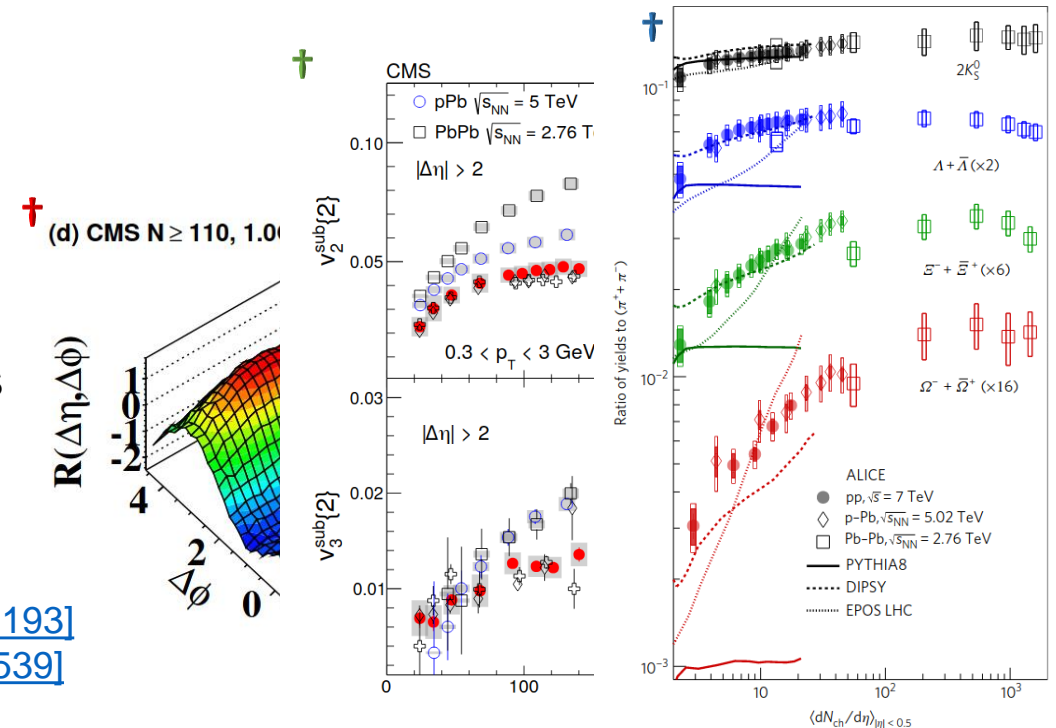 †
(d) CMS N ≥ 110, 1.0
R(Δη,Δφ)
1
0
-1
-2
4
2
0
Δφ
193]
539]
†
CMS
pPb √sNN = 5 TeV
PbPb √sNN = 2.76 T
|Δη| > 2
0.10
0.05
v2sub{2}
0.3 < pT < 3 GeV
|Δη| > 2
0.03
0.02
0.01
v3sub{2}
0
100
†
10⁻¹
10⁻²
10⁻³
Ratio of yields to (π⁺+π⁻)
2K⁰S
Λ+Λ̅ (×2)
Ξ⁻+Ξ̅⁺ (×6)
Ω⁻+Ω̅⁺ (×16)
ALICE
pp, √s = 7 TeV
p–Pb, √sNN = 5.02 TeV
Pb–Pb, √sNN = 2.76 TeV
PYTHIA8
DIPSY
EPOS LHC
10
10²
10³
⟨dNch/dη⟩|η| < 0.5